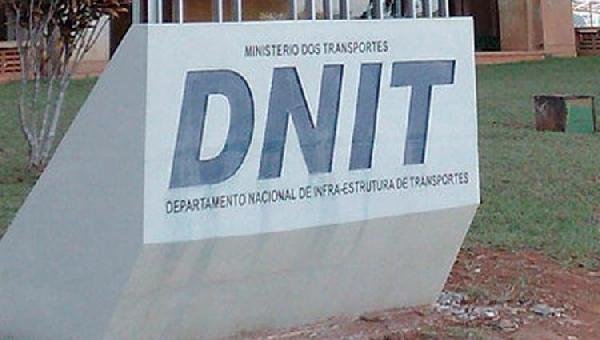 MINISTERIO DOS TRANSPORTES
DNIT
DEPARTAMENTO NACIONAL DE INFRA-ESTRUTURA DE TRANSPORTES